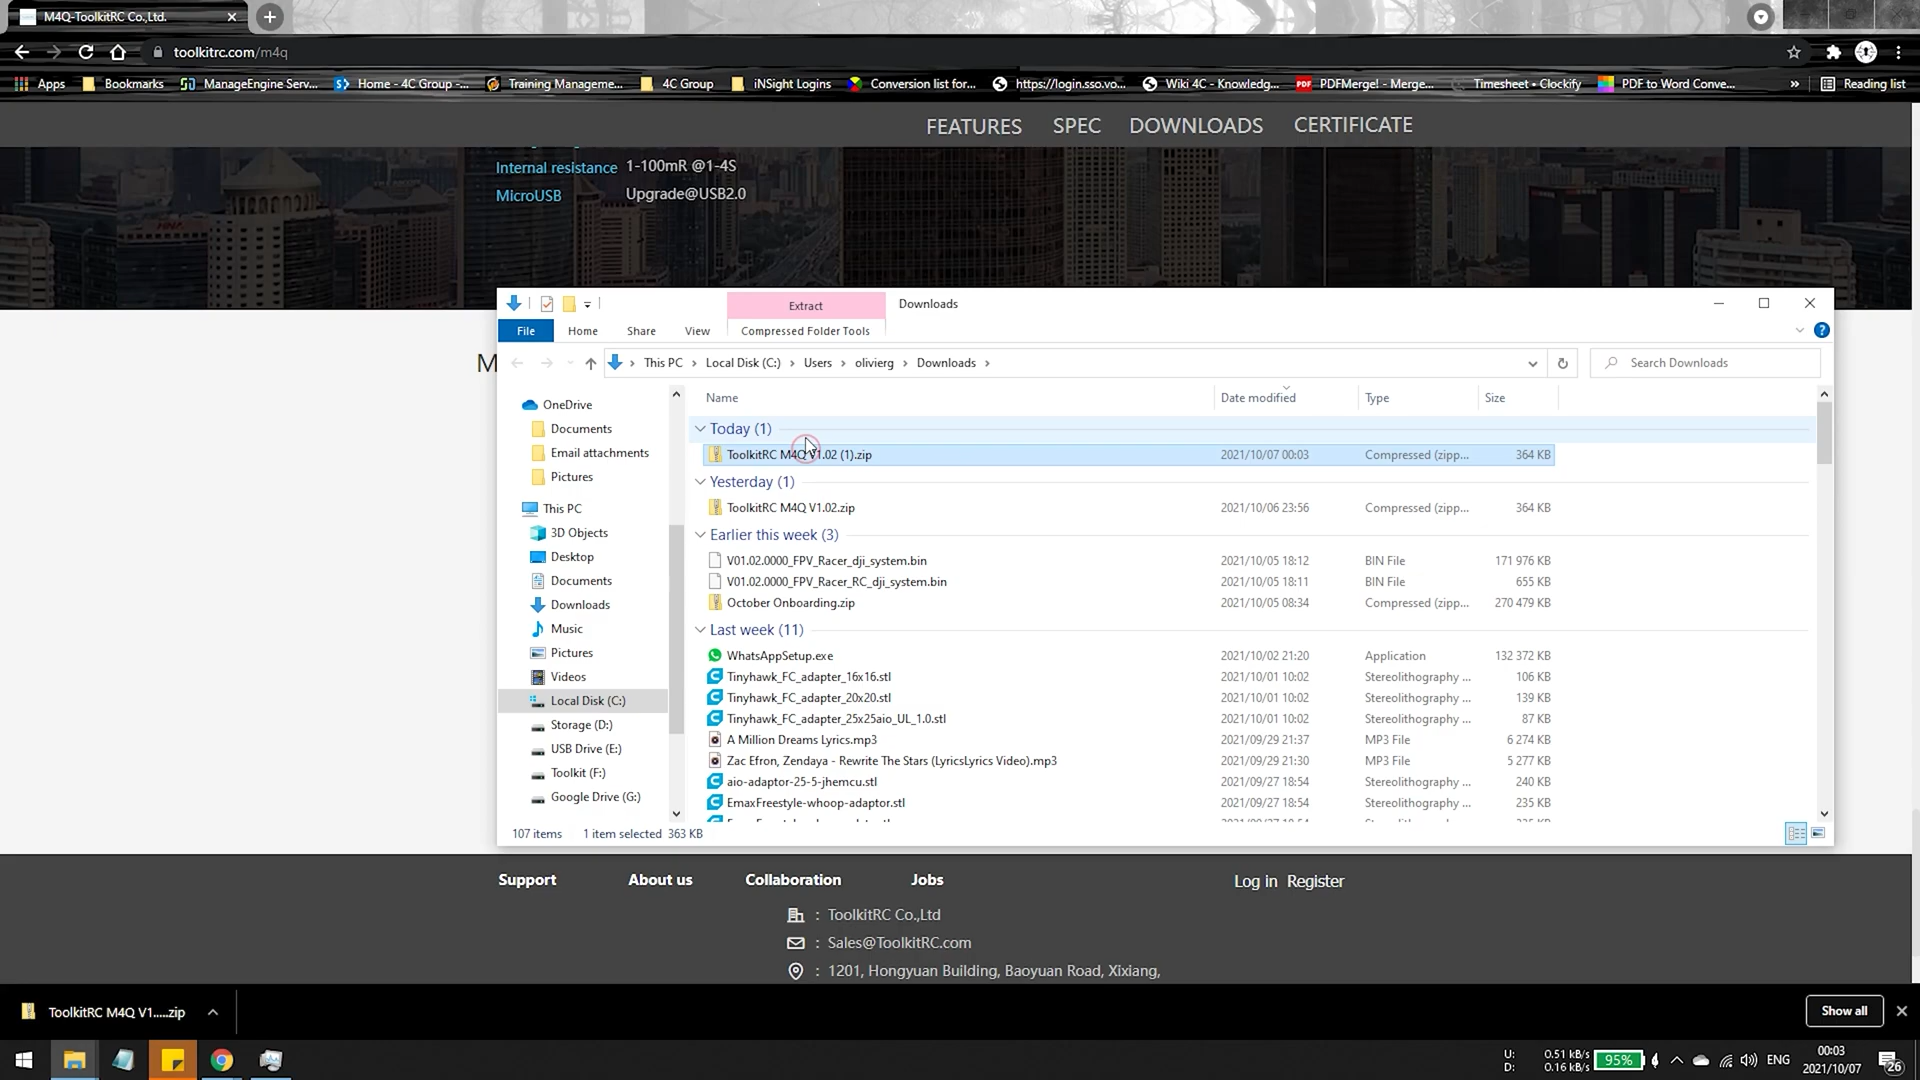 M4Q-ToolkitRC Co.,Ltd.
toolkitrc.com/m4q
Apps Bookmarks ManageEngine Serv... Home - 4C Group -... Training Manageme... 4C Group iNSight Logins Conversion list for... https://login.sso.vo... Wiki 4C - Knowledg... PDFMerge! - Merge... Timesheet • Clockify PDF to Word Conve... » Reading list
FEATURES SPEC DOWNLOADS CERTIFICATE
Internal resistance 1-100mR @1-4S
MicroUSB Upgrade@USB2.0
M
Extract Downloads
File Home Share View Compressed Folder Tools
This PC Local Disk (C:) Users olivierg Downloads
Search Downloads
Name Date modified Type Size
OneDrive
Documents
Email attachments
Pictures
This PC
3D Objects
Desktop
Documents
Downloads
Music
Pictures
Videos
Local Disk (C:)
Storage (D:)
USB Drive (E:)
Toolkit (F:)
Google Drive (G:)
Today (1)
ToolkitRC M4Q V1.02 (1).zip 2021/10/07 00:03 Compressed (zipp... 364 KB
Yesterday (1)
ToolkitRC M4Q V1.02.zip 2021/10/06 23:56 Compressed (zipp... 364 KB
Earlier this week (3)
V01.02.0000_FPV_Racer_dji_system.bin 2021/10/05 18:12 BIN File 171 976 KB
V01.02.0000_FPV_Racer_RC_dji_system.bin 2021/10/05 18:11 BIN File 655 KB
October Onboarding.zip 2021/10/05 08:34 Compressed (zipp... 270 479 KB
Last week (11)
WhatsAppSetup.exe 2021/10/02 21:20 Application 132 372 KB
Tinyhawk_FC_adapter_16x16.stl 2021/10/01 10:02 Stereolithography ... 106 KB
Tinyhawk_FC_adapter_20x20.stl 2021/10/01 10:02 Stereolithography ... 139 KB
Tinyhawk_FC_adapter_25x25aio_UL_1.0.stl 2021/10/01 10:02 Stereolithography ... 87 KB
A Million Dreams Lyrics.mp3 2021/09/29 21:37 MP3 File 6 274 KB
Zac Efron, Zendaya - Rewrite The Stars (LyricsLyrics Video).mp3 2021/09/29 21:30 MP3 File 5 277 KB
aio-adaptor-25-5-jhemcu.stl 2021/09/27 18:54 Stereolithography ... 240 KB
EmaxFreestyle-whoop-adaptor.stl 2021/09/27 18:54 Stereolithography ... 235 KB
107 items 1 item selected 363 KB
Support About us Collaboration Jobs Log in Register
: ToolkitRC Co.,Ltd
: Sales@ToolkitRC.com
: 1201, Hongyuan Building, Baoyuan Road, Xixiang,
ToolkitRC M4Q V1.....zip Show all
U: 0.51 kB/s
D: 0.16 kB/s
95% ENG
00:03
2021/10/07
26